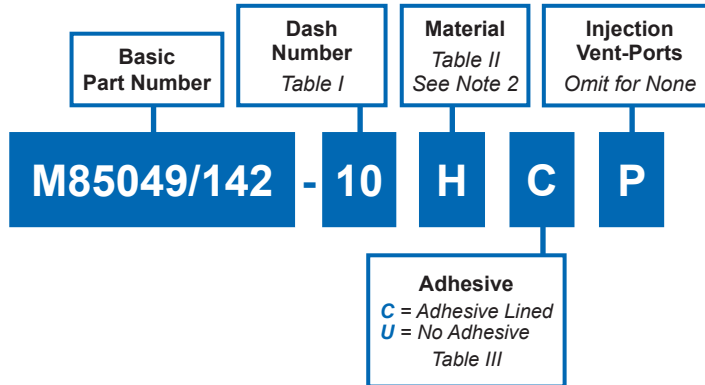 Basic
Part Number
Dash
Number
Table I
Material
Table II
See Note 2
Injection
Vent-Ports
Omit for None
M85049/142 - 10 H C P
Adhesive
C = Adhesive Lined
U = No Adhesive
Table III